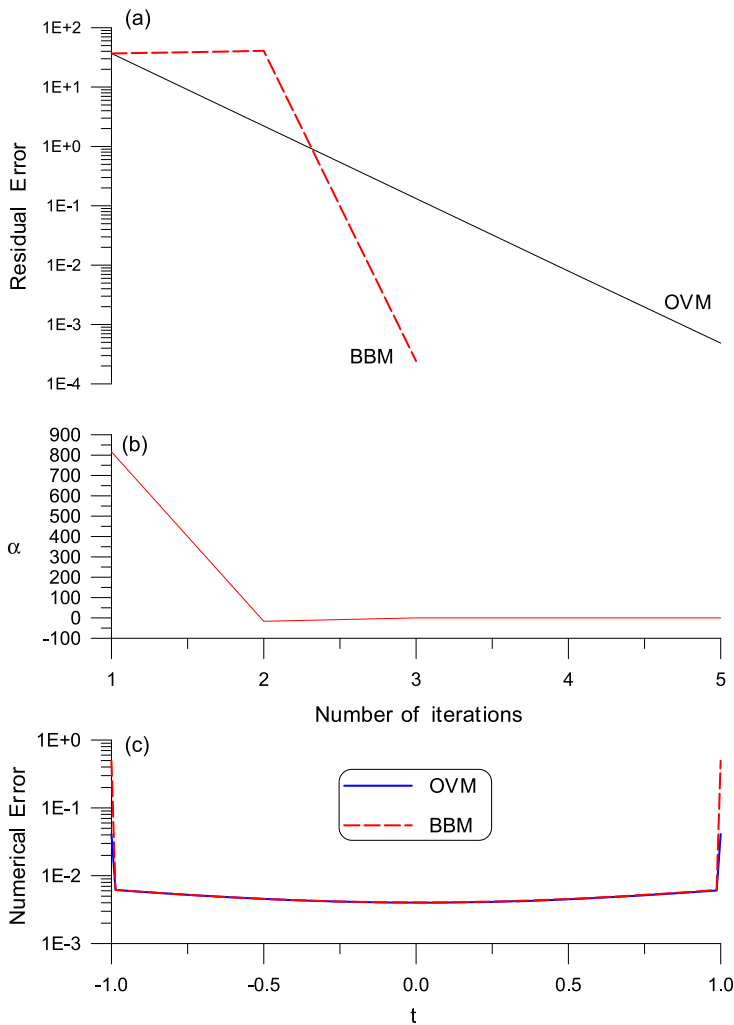 (a)
1E+2
1E+1
1E+0
1E-1
1E-2
1E-3
1E-4
Residual Error
OVM
BBM
(b)
900
800
700
600
500
400
300
200
100
0
-100
α
1 2 3 4 5
Number of iterations
(c)
1E+0
1E-1
1E-2
1E-3
Numerical Error
OVM
BBM
-1.0 -0.5 0.0 0.5 1.0
t